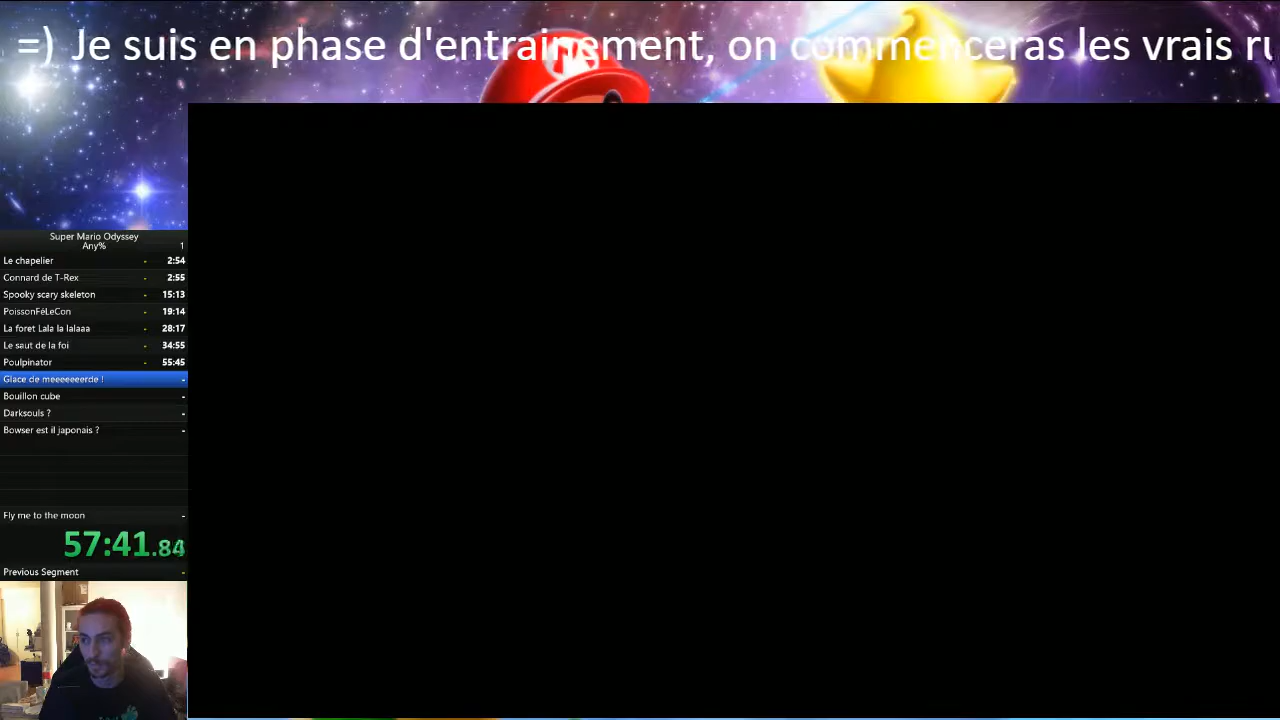 =) Je suis en phase d'entrainement, on commenceras les vrais ru
Super Mario Odyssey
Any% 1
Le chapelier - 2:54
Connard de T-Rex - 2:55
Spooky scary skeleton - 15:13
PoissonFéLeCon - 19:14
La foret Lala la lalaaa - 28:17
Le saut de la foi - 34:55
Poulpinator - 55:45
Glace de meeeeeeerde ! -
Bouillon cube -
Darksouls ? -
Bowser est il japonais ? -
Fly me to the moon -
57:41.84
Previous Segment -